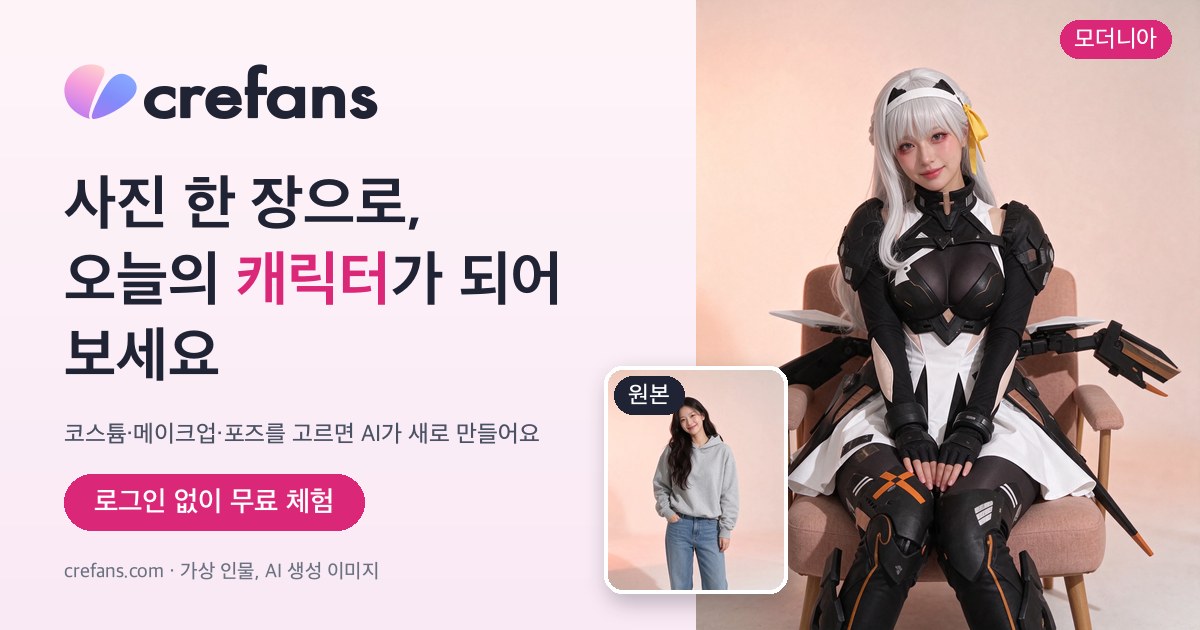 crefans
사진 한 장으로,
오늘의 캐릭터가 되어
보세요
코스튬·메이크업·포즈를 고르면 AI가 새로 만들어요
로그인 없이 무료 체험
crefans.com · 가상 인물, AI 생성 이미지
원본
모더니아